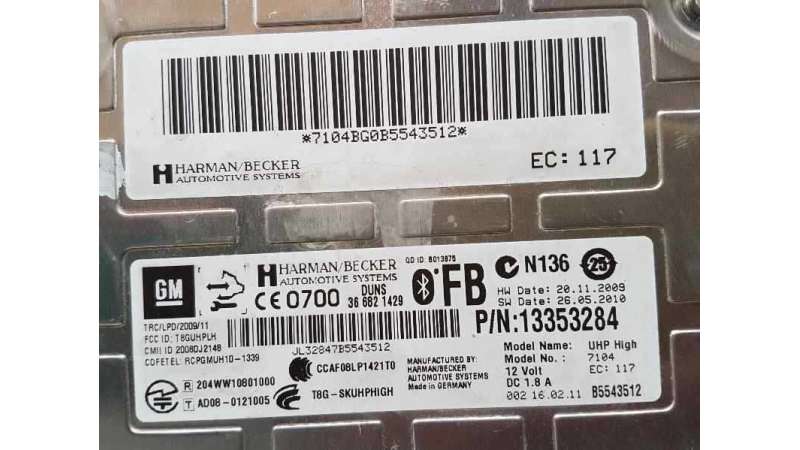 *7104BG0B5543512*
HARMAN/BECKER
AUTOMOTIVE SYSTEMS
EC: 117
GM
HARMAN/BECKER
AUTOMOTIVE SYSTEMS
QD ID: B013875
FB
N136
25
CE 0700
DUNS
36 682 1429
HW Date: 20.11.2009
SW Date: 26.05.2010
P/N:13353284
TRC/LPD/2009/11
FCC ID: T8GUHPLH
CMII ID 2008DJ2148
COFETEL: RCPGMUH10-1339
JL32847B5543512
R 204WW10801000
T AD08-0121005
CCAF08LP1421T0
T8G-SKUHPHIGH
MANUFACTURED BY:
HARMAN/BECKER
AUTOMOTIVE SYSTEMS
Made in GERMANY
Model Name: UHP High
Model No.: 7104
12 Volt EC: 117
DC 1.8 A
002 16.02.11 B5543512